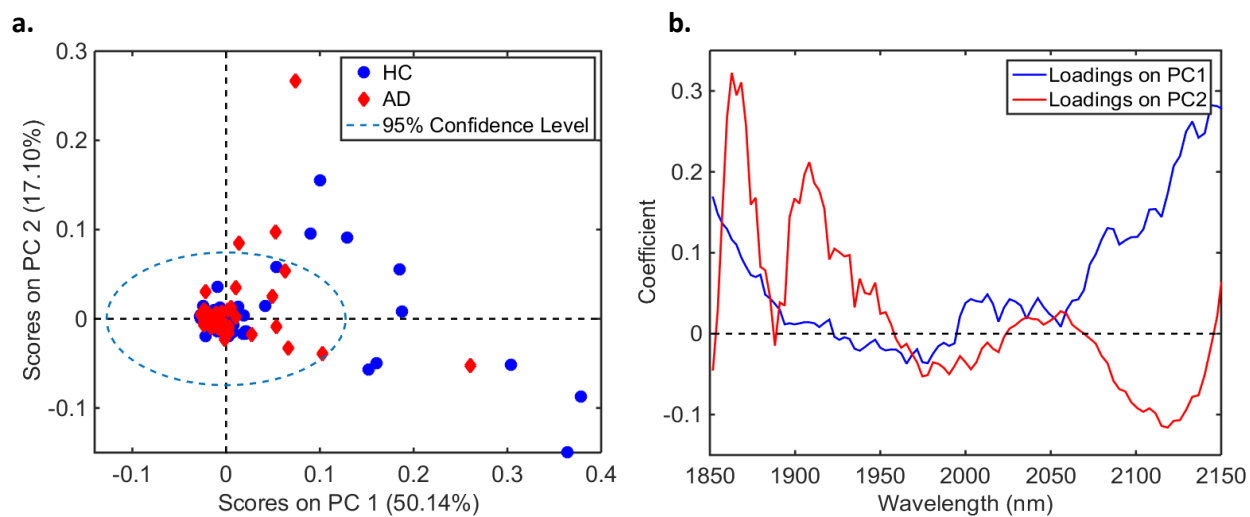 a.
Scores on PC 2 (17.10%)
0.3
0.2
0.1
0
-0.1
HC
AD
95% Confidence Level
-0.1
0
0.1
0.2
0.3
0.4
Scores on PC 1 (50.14%)
b.
Coefficient
0.3
0.2
0.1
0
-0.1
Loadings on PC1
Loadings on PC2
1850
1900
1950
2000
2050
2100
2150
Wavelength (nm)